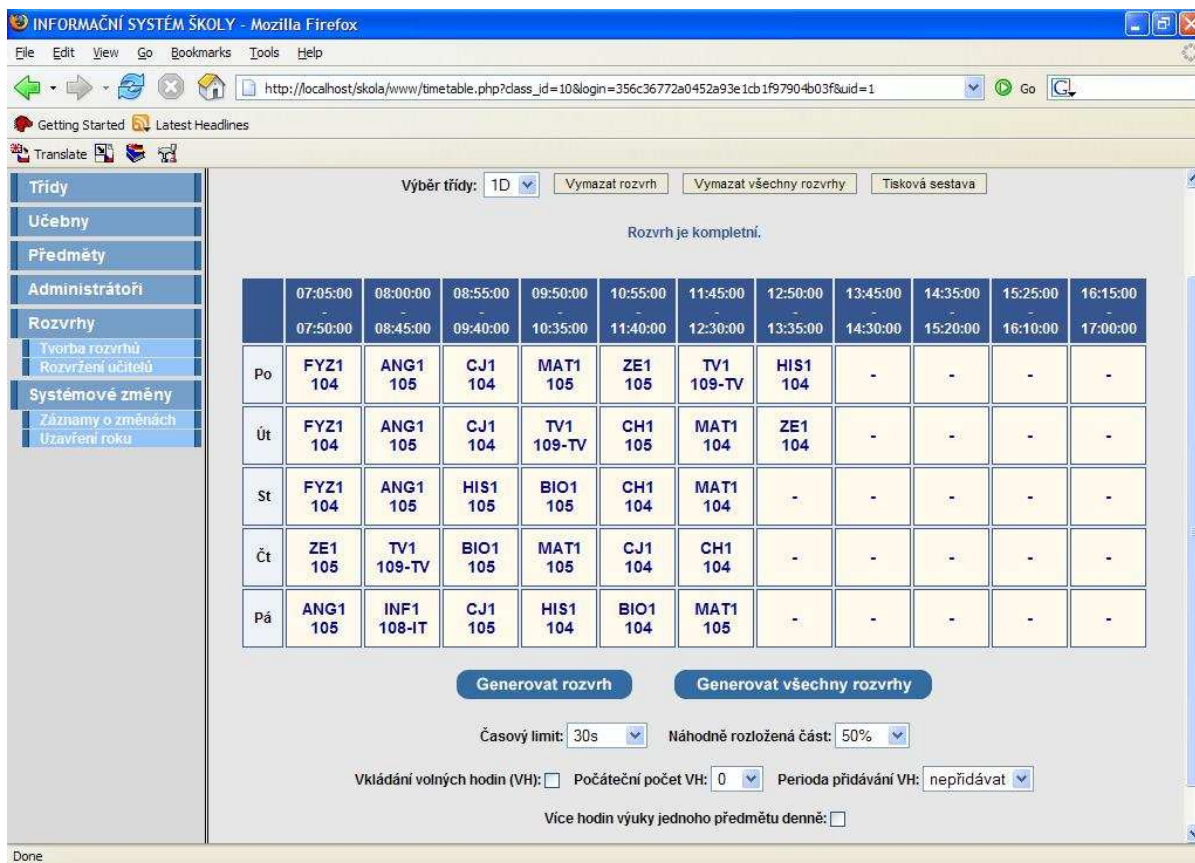 INFORMAČNÍ SYSTÉM ŠKOLY - Mozilla Firefox
File Edit View Go Bookmarks Tools Help
http://localhost/skola/www/timetable.php?class_id=10&login=356c36772a0452a93e1cb1f97904b03f&uid=1 Go G
Getting Started Latest Headlines
Translate
Třídy
Učebny
Předměty
Administrátoři
Rozvrhy
Tvorba rozvrhů
Rozvržení učitelů
Systémové změny
Záznamy o změnách
Uzavření roku
Výběr třídy: 1D Vymazat rozvrh Vymazat všechny rozvrhy Tisková sestava
Rozvrh je kompletní.
07:05:00 08:00:00 08:55:00 09:50:00 10:55:00 11:45:00 12:50:00 13:45:00 14:35:00 15:25:00 16:15:00
- - - - - - - - - - -
07:50:00 08:45:00 09:40:00 10:35:00 11:40:00 12:30:00 13:35:00 14:30:00 15:20:00 16:10:00 17:00:00
Po FYZ1 ANG1 CJ1 MAT1 ZE1 TV1 HIS1 - - - -
104 105 104 105 105 109-TV 104
Út FYZ1 ANG1 CJ1 TV1 CH1 MAT1 ZE1 - - - -
104 105 104 109-TV 105 104 104
St FYZ1 ANG1 HIS1 BIO1 CH1 MAT1 - - - - -
104 105 105 105 104 104
Čt ZE1 TV1 BIO1 MAT1 CJ1 CH1 - - - - -
105 109-TV 105 105 104 104
Pá ANG1 INF1 CJ1 HIS1 BIO1 MAT1 - - - - -
105 108-IT 105 104 104 105
Generovat rozvrh Generovat všechny rozvrhy
Časový limit: 30s Náhodně rozložená část: 50%
Vkládání volných hodin (VH): Počáteční počet VH: 0 Perioda přidávání VH: nepřidávat
Více hodin výuky jednoho předmětu denně:
Done